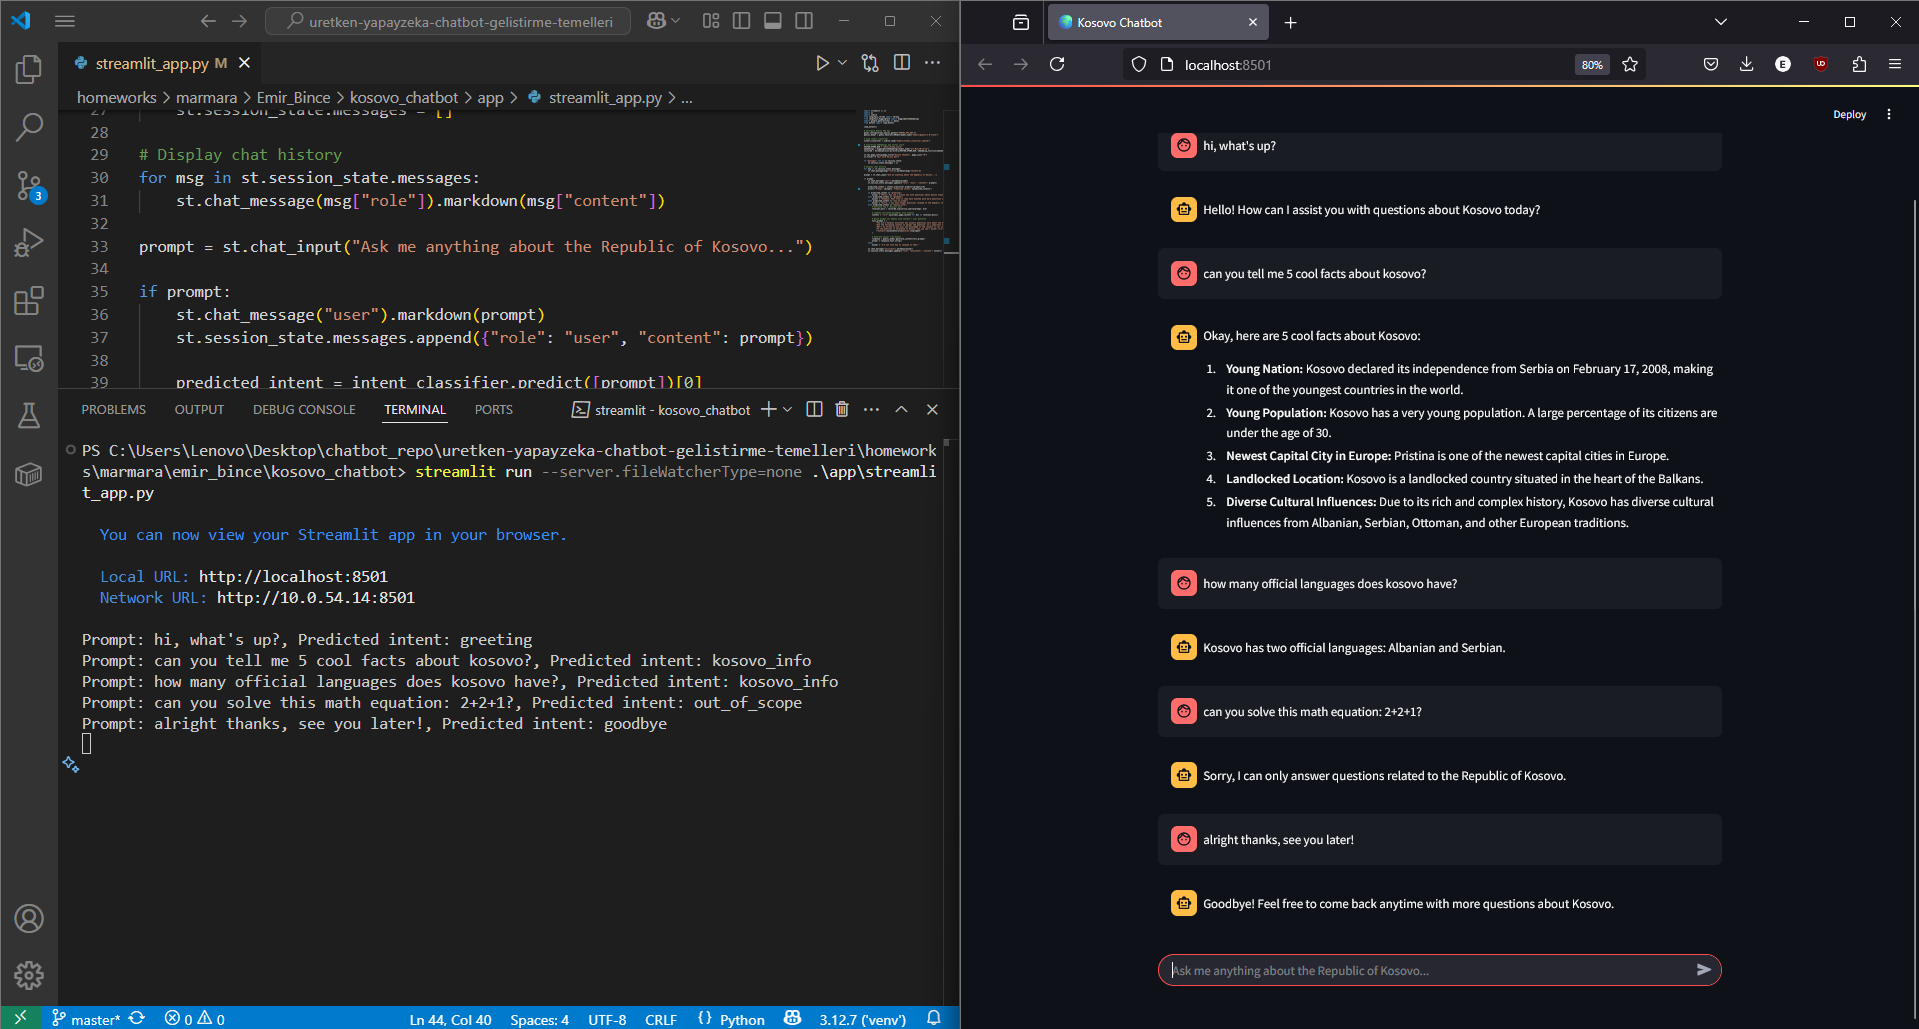 uretken-yapayzeka-chatbot-gelistirme-temelleri
streamlit_app.py M
homeworks > marmara > Emir_Bince > kosovo_chatbot > app > streamlit_app.py > ...
27 st.session_state.messages = []
28
29 # Display chat history
30 for msg in st.session_state.messages:
31 st.chat_message(msg["role"]).markdown(msg["content"])
32
33 prompt = st.chat_input("Ask me anything about the Republic of Kosovo...")
34
35 if prompt:
36 st.chat_message("user").markdown(prompt)
37 st.session_state.messages.append({"role": "user", "content": prompt})
38
39 predicted_intent = intent_classifier.predict([prompt])[0]
3
PROBLEMS OUTPUT DEBUG CONSOLE TERMINAL PORTS
streamlit - kosovo_chatbot
PS C:\Users\Lenovo\Desktop\chatbot_repo\uretken-yapayzeka-chatbot-gelistirme-temelleri\homework
s\marmara\emir_bince\kosovo_chatbot> streamlit run --server.fileWatcherType=none .\app\streamli
t_app.py
You can now view your Streamlit app in your browser.
Local URL: http://localhost:8501
Network URL: http://10.0.54.14:8501
Prompt: hi, what's up?, Predicted intent: greeting
Prompt: can you tell me 5 cool facts about kosovo?, Predicted intent: kosovo_info
Prompt: how many official languages does kosovo have?, Predicted intent: kosovo_info
Prompt: can you solve this math equation: 2+2+1?, Predicted intent: out_of_scope
Prompt: alright thanks, see you later!, Predicted intent: goodbye
master* 0 0 Ln 44, Col 40 Spaces: 4 UTF-8 CRLF {} Python 3.12.7 ('venv')
Kosovo Chatbot
localhost:8501 80% E
Deploy
hi, what's up?
Hello! How can I assist you with questions about Kosovo today?
can you tell me 5 cool facts about kosovo?
Okay, here are 5 cool facts about Kosovo:
1. Young Nation: Kosovo declared its independence from Serbia on February 17, 2008, making
it one of the youngest countries in the world.
2. Young Population: Kosovo has a very young population. A large percentage of its citizens are
under the age of 30.
3. Newest Capital City in Europe: Pristina is one of the newest capital cities in Europe.
4. Landlocked Location: Kosovo is a landlocked country situated in the heart of the Balkans.
5. Diverse Cultural Influences: Due to its rich and complex history, Kosovo has diverse cultural
influences from Albanian, Serbian, Ottoman, and other European traditions.
how many official languages does kosovo have?
Kosovo has two official languages: Albanian and Serbian.
can you solve this math equation: 2+2+1?
Sorry, I can only answer questions related to the Republic of Kosovo.
alright thanks, see you later!
Goodbye! Feel free to come back anytime with more questions about Kosovo.
Ask me anything about the Republic of Kosovo...